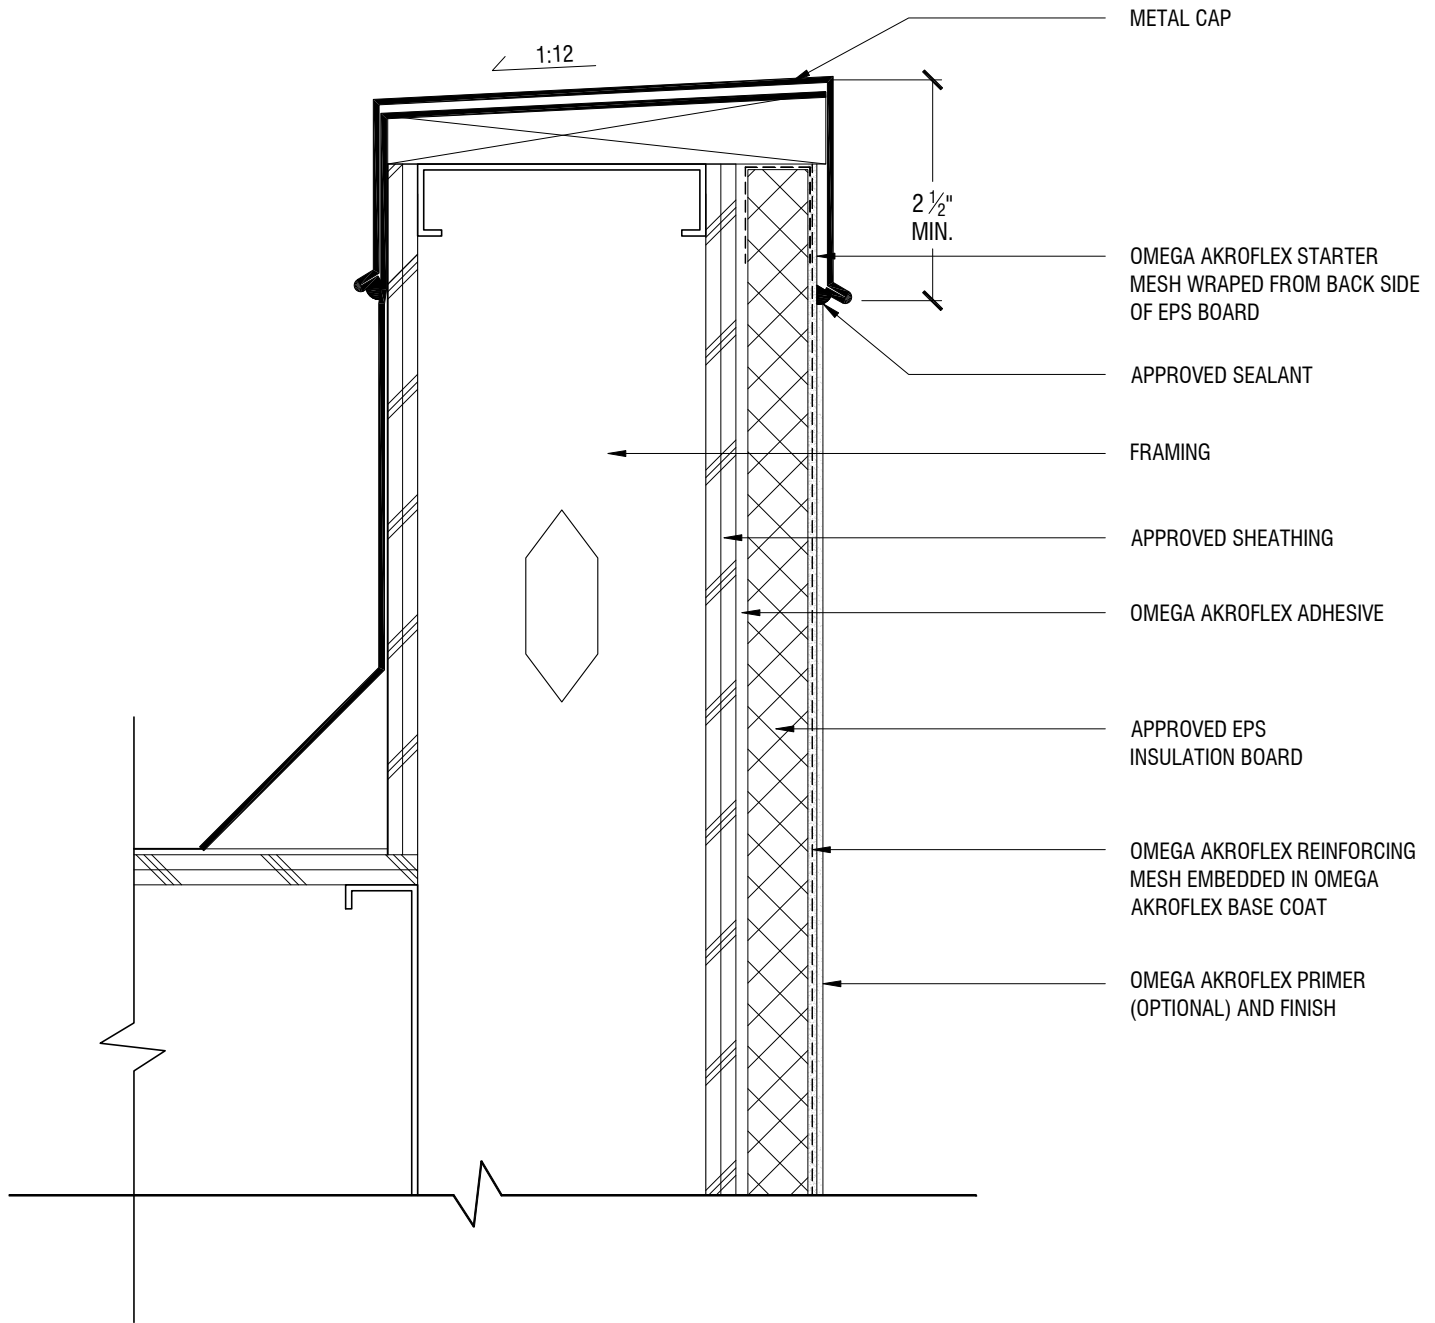 METAL CAP
1:12
2 ½"
MIN.
OMEGA AKROFLEX STARTER
MESH WRAPED FROM BACK SIDE
OF EPS BOARD
APPROVED SEALANT
FRAMING
APPROVED SHEATHING
OMEGA AKROFLEX ADHESIVE
APPROVED EPS
INSULATION BOARD
OMEGA AKROFLEX REINFORCING
MESH EMBEDDED IN OMEGA
AKROFLEX BASE COAT
OMEGA AKROFLEX PRIMER
(OPTIONAL) AND FINISH